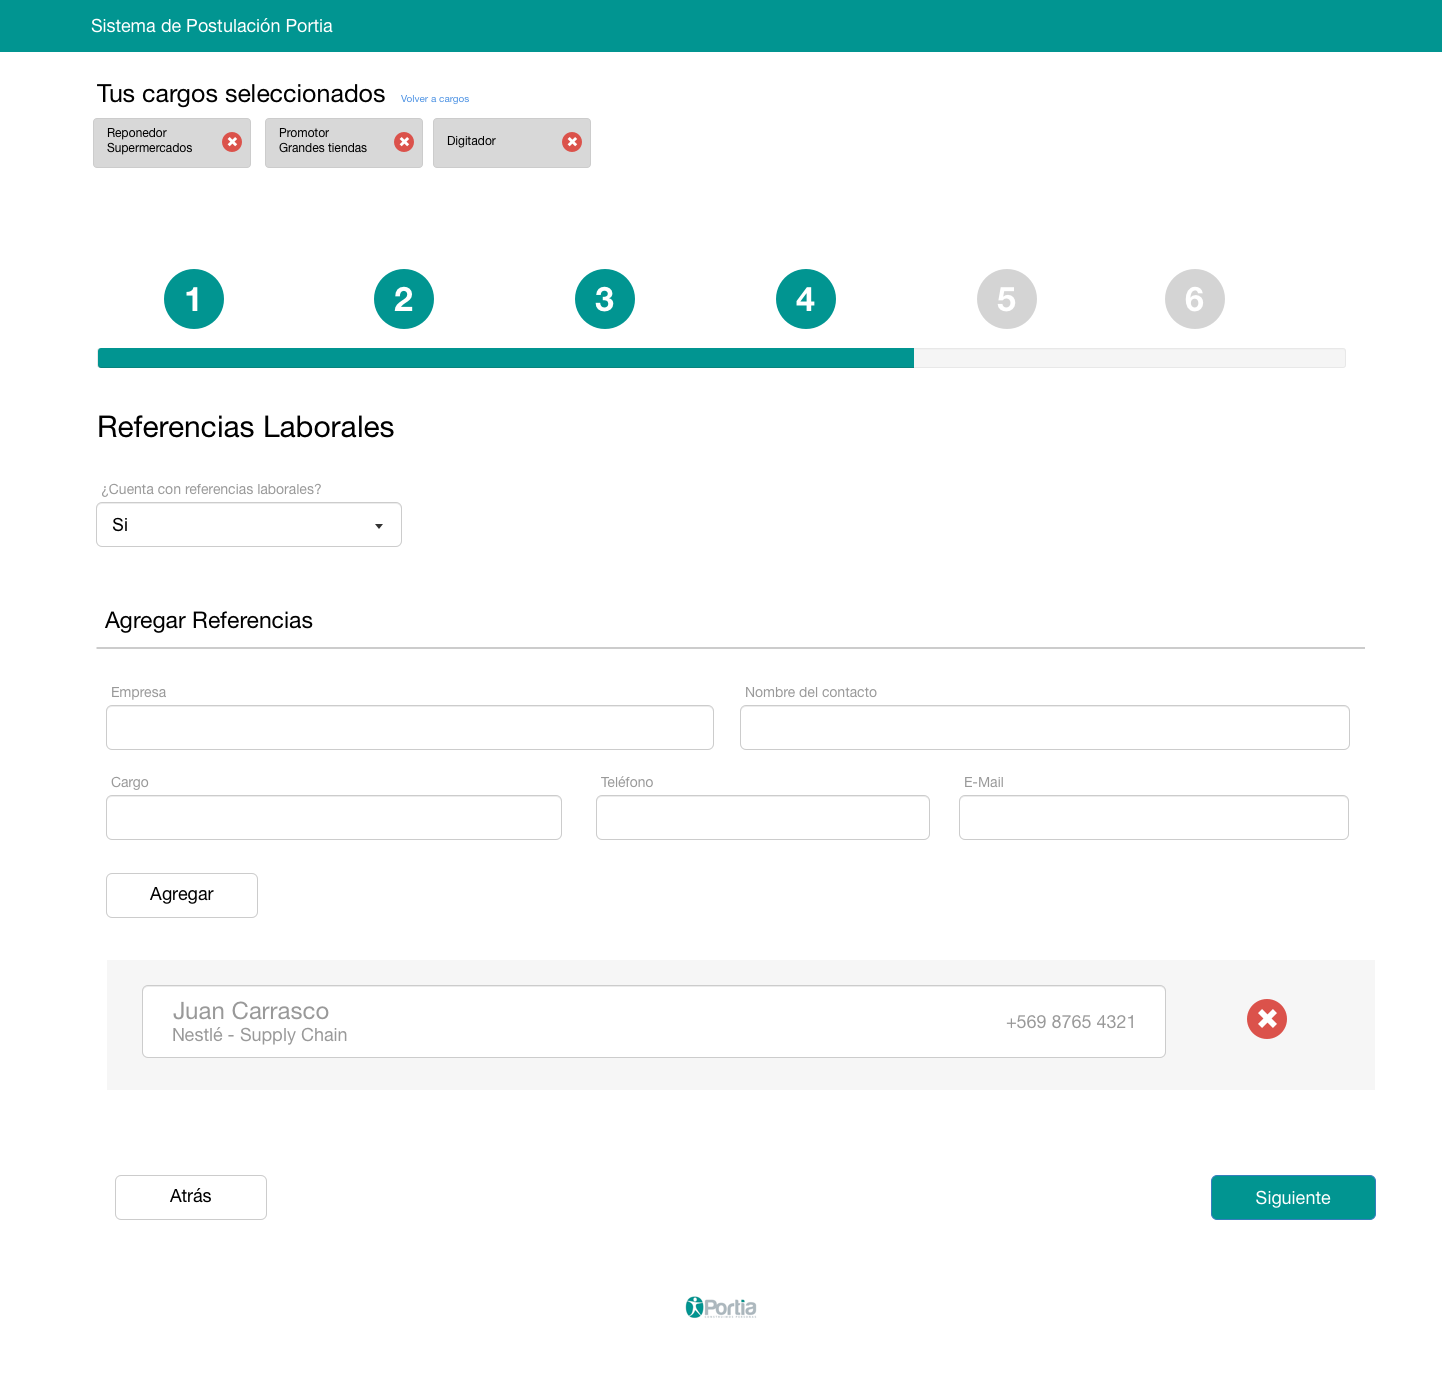 Sistema de Postulación Portia
Tus cargos seleccionados
Volver a cargos
Reponedor
Supermercados
Promotor
Grandes tiendas
Digitador
1
2
3
4
5
6
Referencias Laborales
¿Cuenta con referencias laborales?
Si
Agregar Referencias
Empresa
Nombre del contacto
Cargo
Teléfono
E-Mail
Agregar
Juan Carrasco
Nestlé - Supply Chain
+569 8765 4321
Atrás
Siguiente
Portia